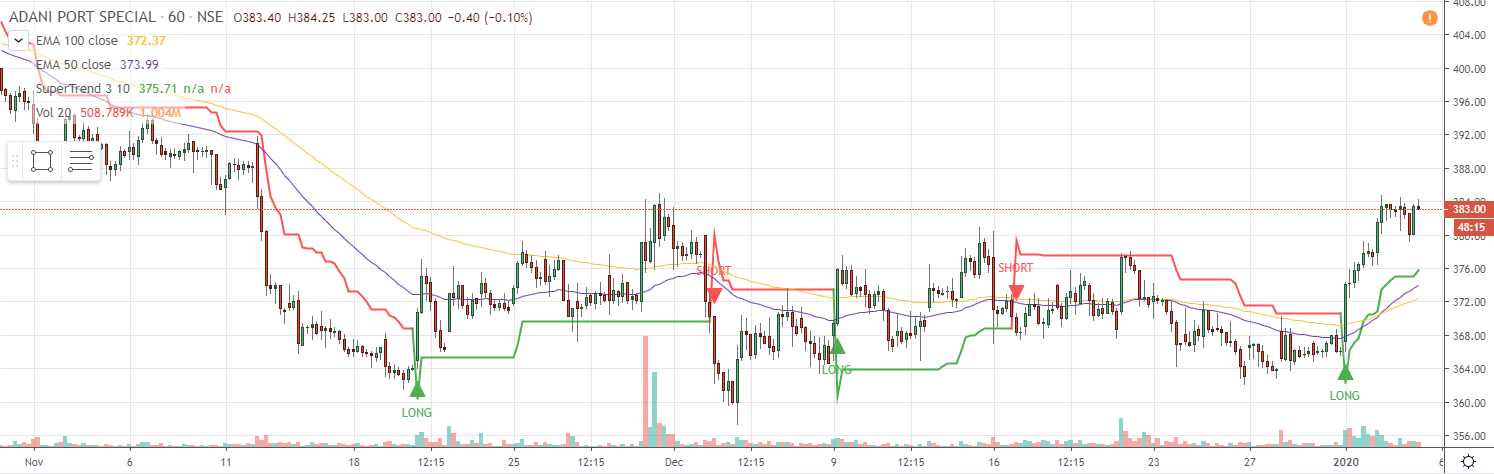 ADANI PORT SPECIAL · 60 · NSE O383.40 H384.25 L383.00 C383.00 −0.40 (−0.10%)
EMA 100 close 372.37
EMA 50 close 373.99
SuperTrend 3 10 375.71 n/a n/a
Vol 20 508.789K 1.004M
408.00
404.00
400.00
396.00
392.00
388.00
384.00
383.00
48:15
380.00
376.00
372.00
368.00
364.00
360.00
356.00
SHORT
SHORT
LONG
LONG
LONG
Nov 6 11 18 12:15 25 12:15 Dec 12:15 9 12:15 16 12:15 23 27 2020 6